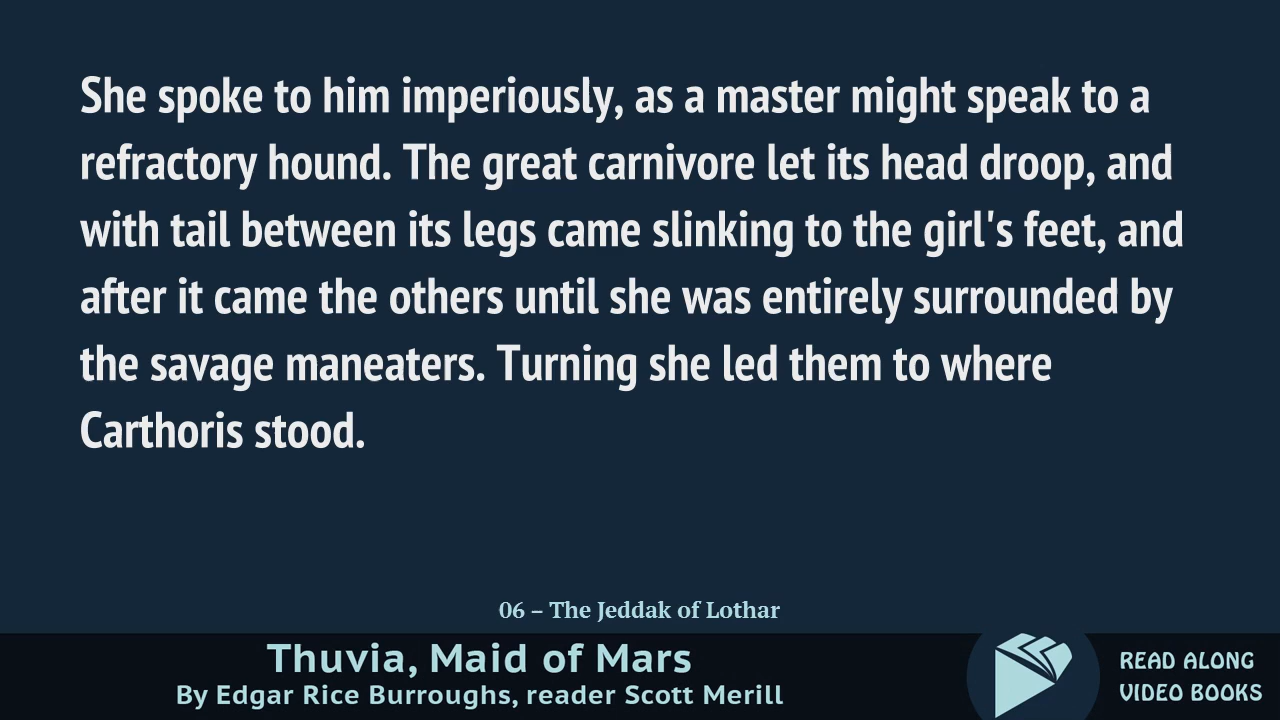 She spoke to him imperiously, as a master might speak to a
refractory hound. The great carnivore let its head droop, and
with tail between its legs came slinking to the girl's feet, and
after it came the others until she was entirely surrounded by
the savage maneaters. Turning she led them to where
Carthoris stood.
06 – The Jeddak of Lothar
Thuvia, Maid of Mars
By Edgar Rice Burroughs, reader Scott Merill
READ ALONG
VIDEO BOOKS